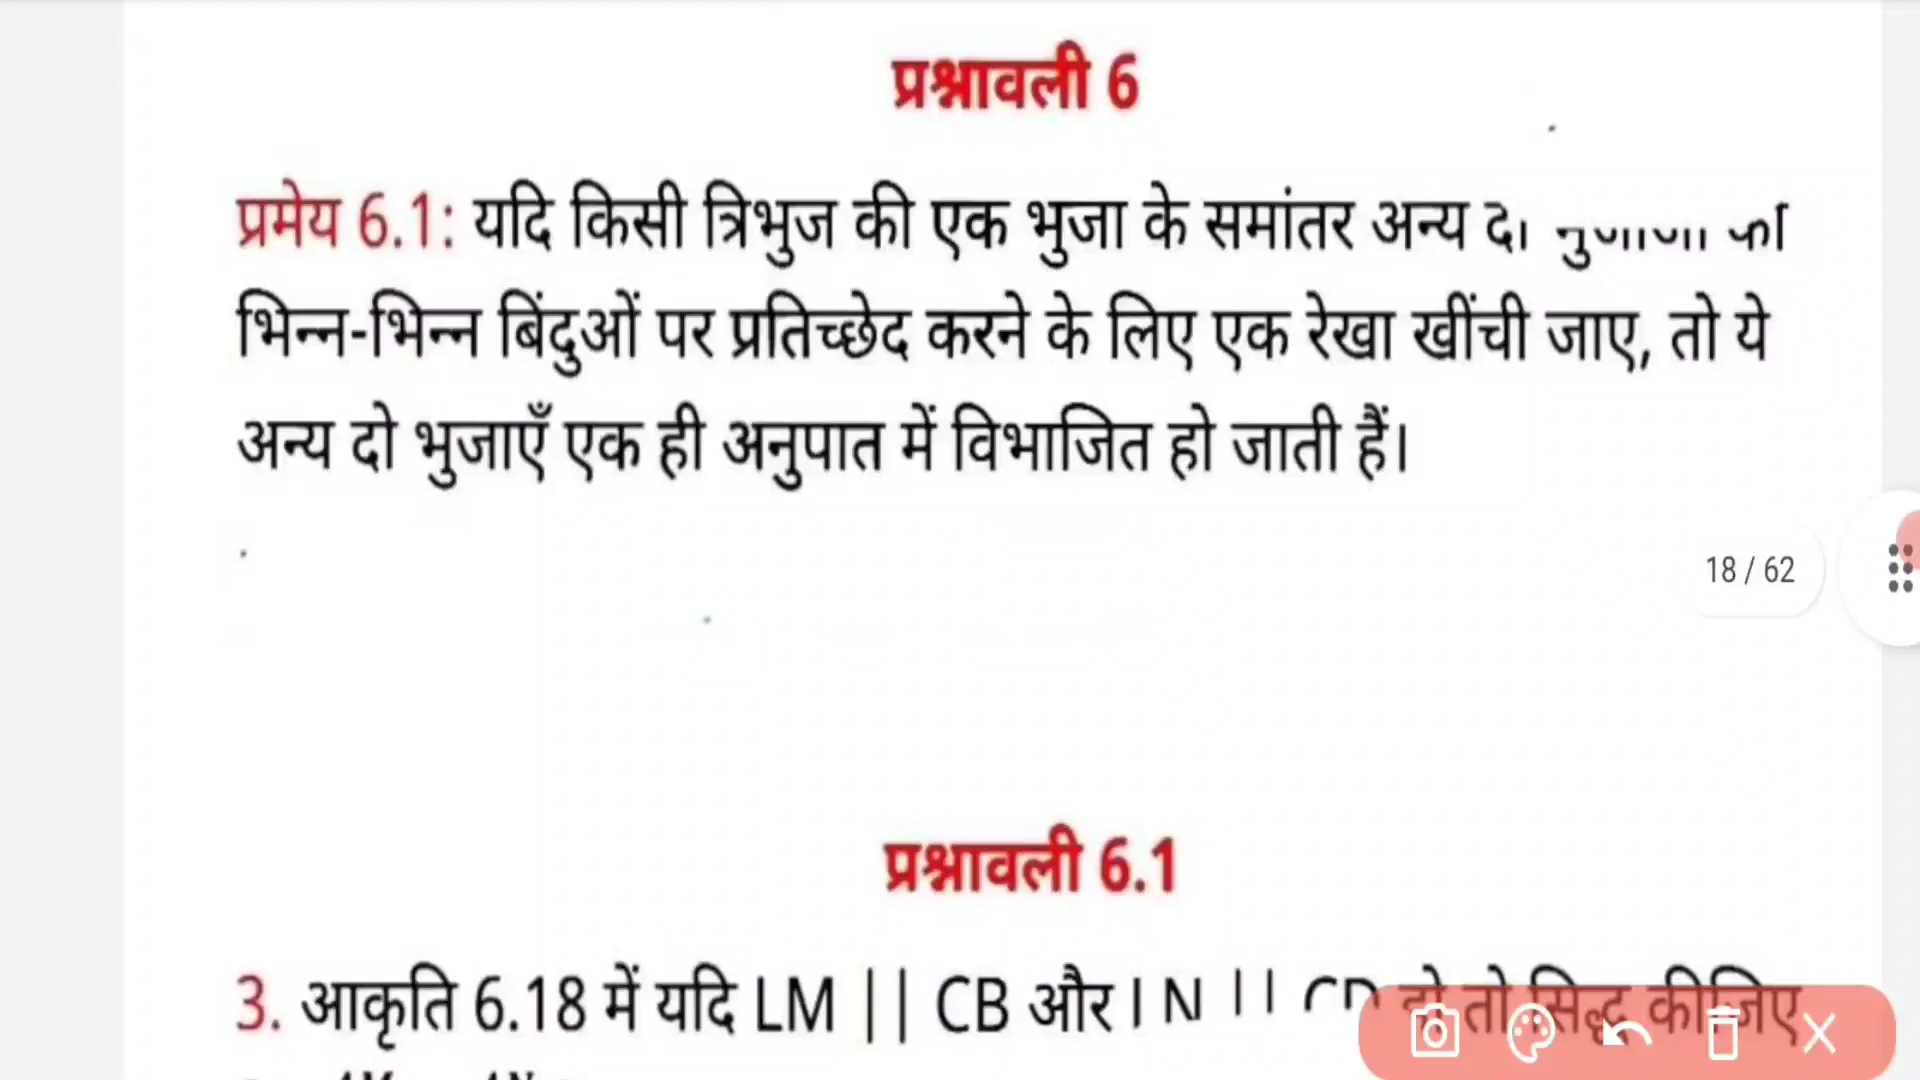 प्रश्नावली 6
प्रमेय 6.1: यदि किसी त्रिभुज की एक भुजा के समांतर अन्य
भिन्न-भिन्न बिंदुओं पर प्रतिच्छेद करने के लिए एक रेखा खींची जाए, तो ये
अन्य दो भुजाएँ एक ही अनुपात में विभाजित हो जाती हैं।
18 / 62
प्रश्नावली 6.1
3. आकृति 6.18 में यदि LM || CB और हो तो सिद्ध कीजिए